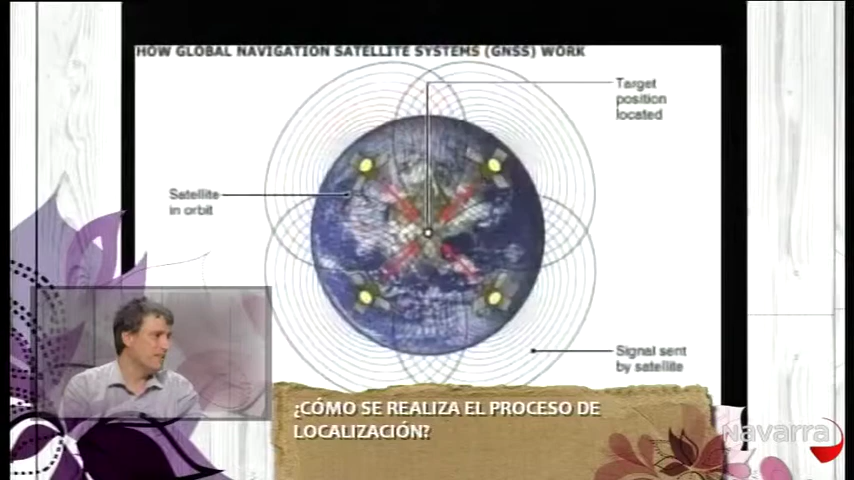 HOW GLOBAL NAVIGATION SATELLITE SYSTEMS (GNSS) WORK
Target
position
located
Satellite
in orbit
Signal sent
by satellite
¿CÓMO SE REALIZA EL PROCESO DE
LOCALIZACIÓN?
Navarra